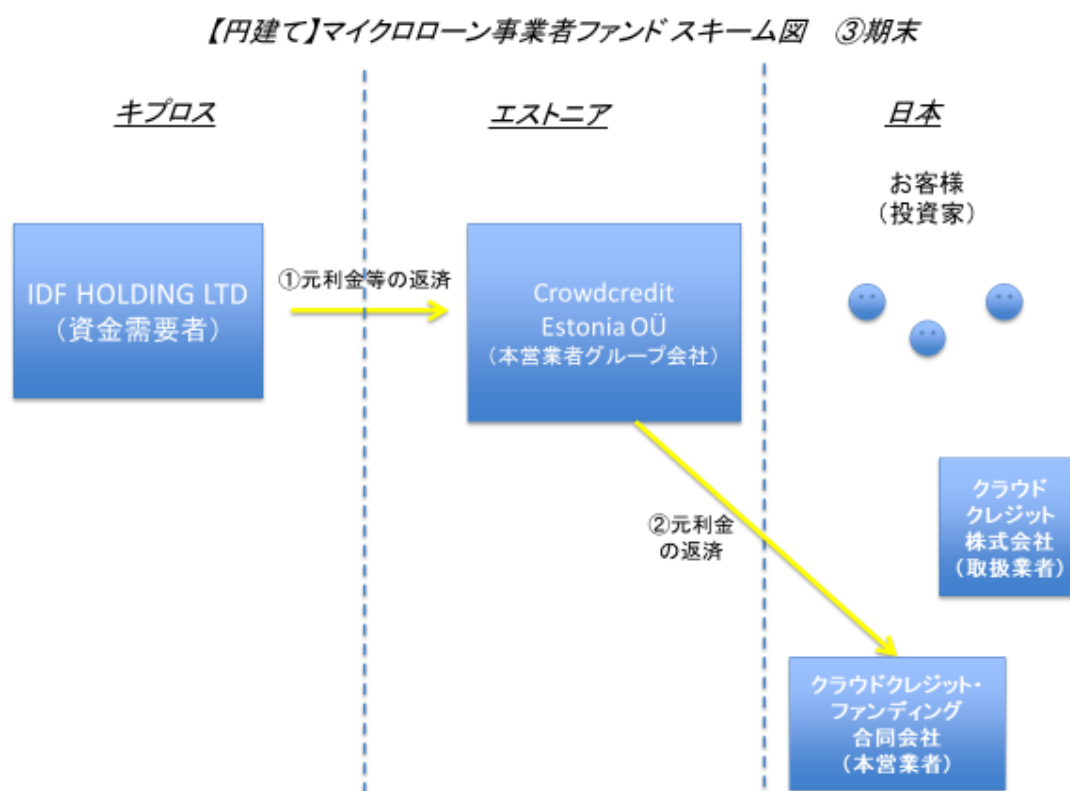 【円建て】マイクロローン事業者ファンド スキーム図　③期末
キプロス
エストニア
日本
お客様
（投資家）
IDF HOLDING LTD
（資金需要者）
①元利金等の返済
Crowdcredit
Estonia OÜ
（本営業者グループ会社）
②元利金
の返済
クラウド
クレジット
株式会社
（取扱業者）
クラウドクレジット・
ファンディング
合同会社
（本営業者）